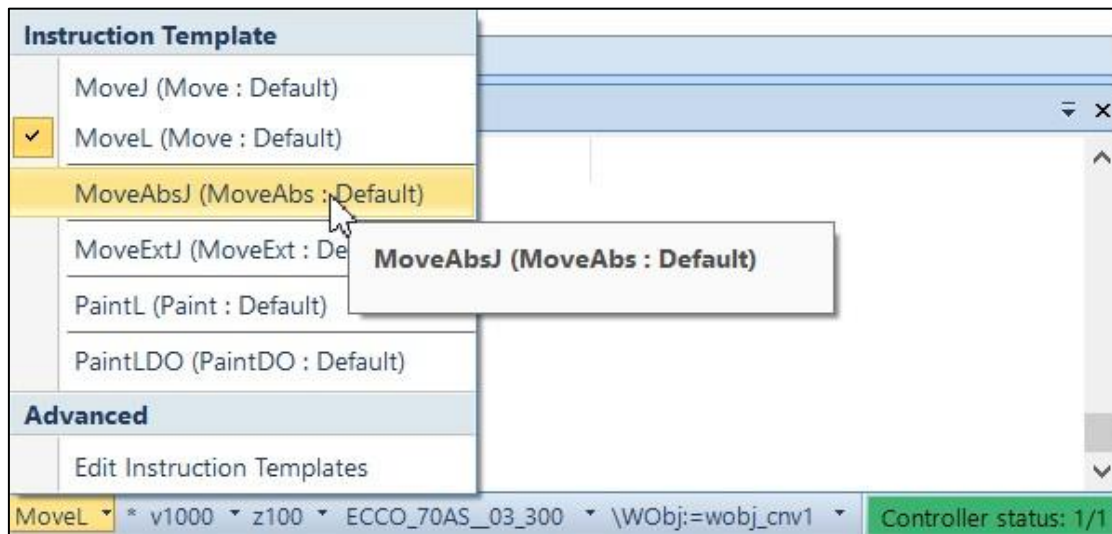 Instruction Template
MoveJ (Move : Default)
MoveL (Move : Default)
MoveAbsJ (MoveAbs : Default)
MoveExtJ (MoveExt : De
MoveAbsJ (MoveAbs : Default)
PaintL (Paint : Default)
PaintLDO (PaintDO : Default)
Advanced
Edit Instruction Templates
MoveL * v1000 z100 ECCO_70AS__03_300 \WObj:=wobj_cnv1 Controller status: 1/1